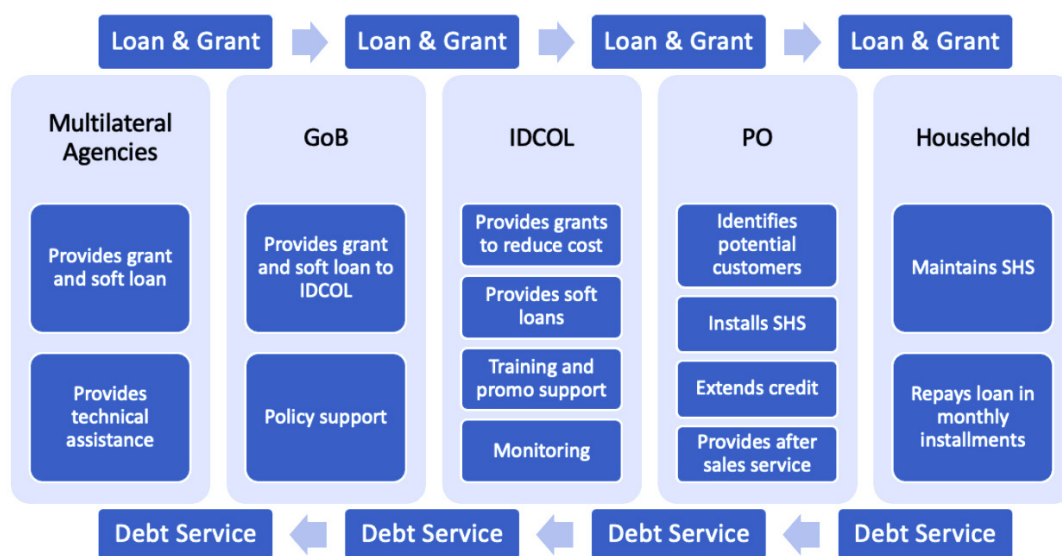 Loan & Grant
Loan & Grant
Loan & Grant
Loan & Grant
Multilateral
Agencies
Provides grant
and soft loan
Provides
technical
assistance
GoB
Provides grant
and soft loan to
IDCOL
Policy support
IDCOL
Provides grants
to reduce cost
Provides soft
loans
Training and
promo support
Monitoring
PO
Identifies
potential
customers
Installs SHS
Extends credit
Provides after
sales service
Household
Maintains SHS
Repays loan in
monthly
installments
Debt Service
Debt Service
Debt Service
Debt Service